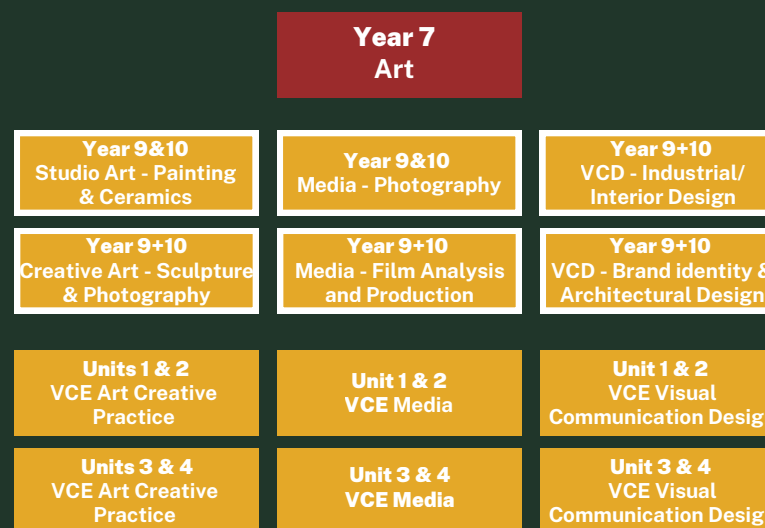 Year 7
Art
Year 9&10
Studio Art - Painting
& Ceramics
Year 9&10
Media - Photography
Year 9+10
VCD - Industrial/
Interior Design
Year 9+10
Creative Art - Sculpture
& Photography
Year 9+10
Media - Film Analysis
and Production
Year 9+10
VCD - Brand identity &
Architectural Design
Units 1 & 2
VCE Art Creative
Practice
Unit 1 & 2
VCE Media
Unit 1 & 2
VCE Visual
Communication Desig
Units 3 & 4
VCE Art Creative
Practice
Unit 3 & 4
VCE Media
Unit 3 & 4
VCE Visual
Communication Desig